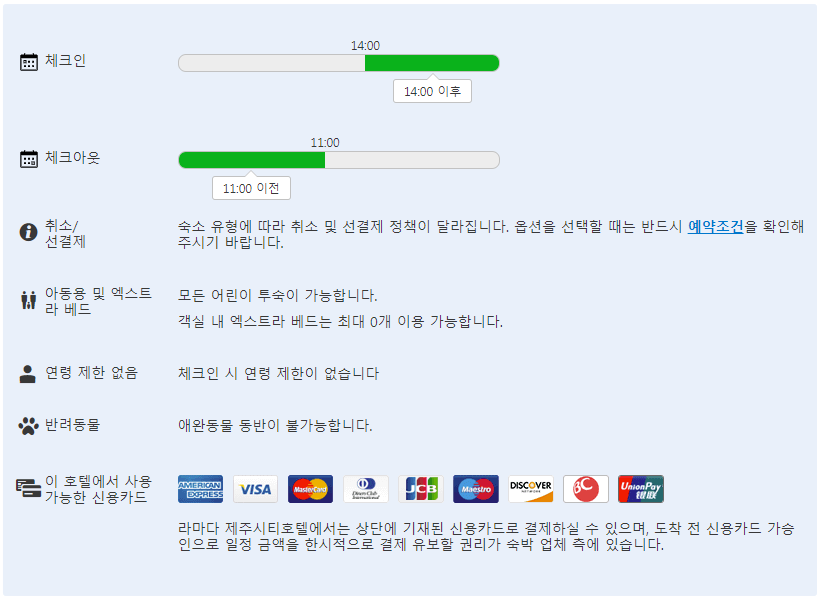 14:00
체크인
14:00 이후
11:00
체크아웃
11:00 이전
취소/
선결제
숙소 유형에 따라 취소 및 선결제 정책이 달라집니다. 옵션을 선택할 때는 반드시 예약조건을 확인해
주시기 바랍니다.
아동용 및 엑스트
라 베드
모든 어린이 투숙이 가능합니다.
객실 내 엑스트라 베드는 최대 0개 이용 가능합니다.
연령 제한 없음
체크인 시 연령 제한이 없습니다
반려동물
애완동물 동반이 불가능합니다.
이 호텔에서 사용
가능한 신용카드
AMERICAN
EXPRESS
VISA
MasterCard
Diners Club
International
JCB
Maestro
DISCOVER
NETWORK
BC
UnionPay
银联
라마다 제주시티호텔에서는 상단에 기재된 신용카드로 결제하실 수 있으며, 도착 전 신용카드 가승
인으로 일정 금액을 한시적으로 결제 유보할 권리가 숙박 업체 측에 있습니다.